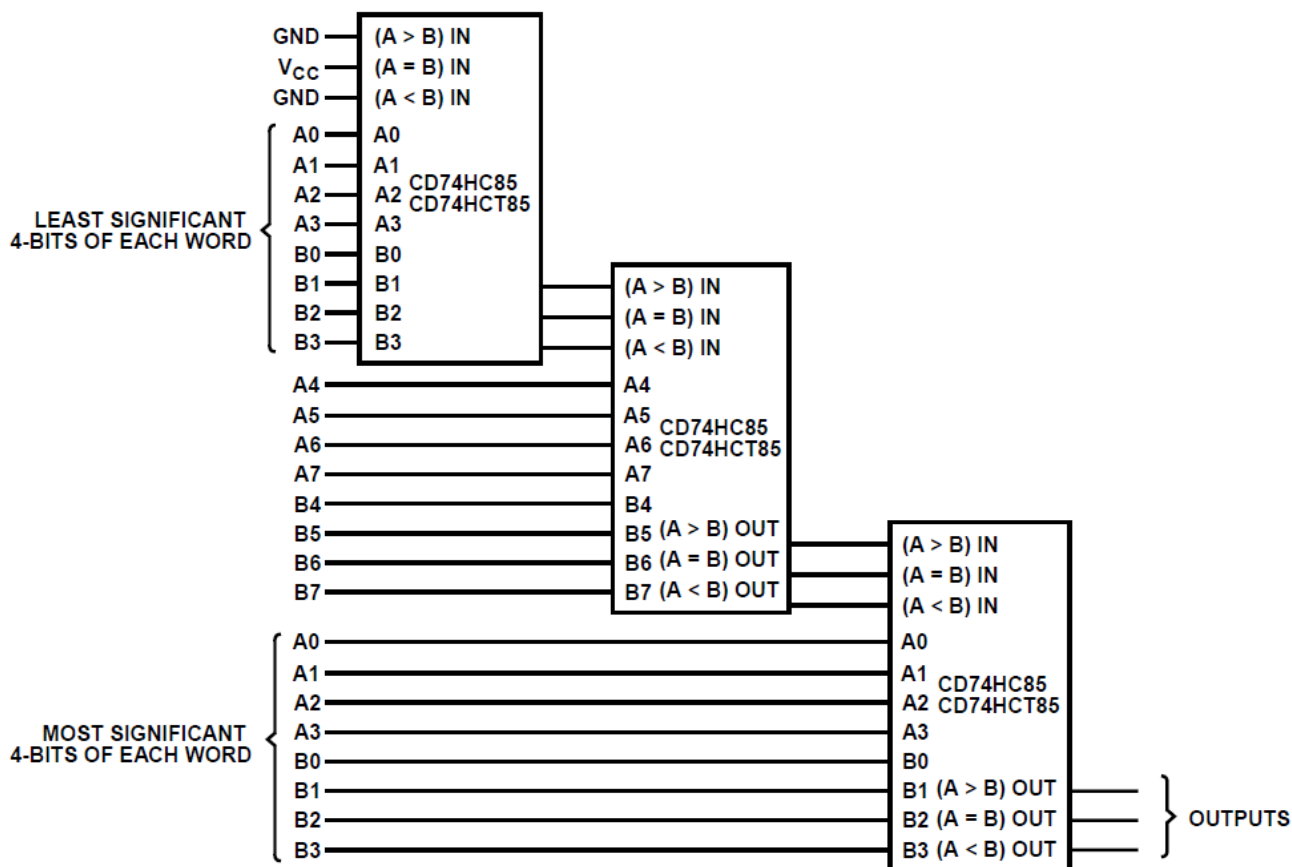 GND (A > B) IN
VCC (A = B) IN
GND (A < B) IN
A0 A0
A1 A1
CD74HC85
A2 A2
CD74HCT85
A3 A3
LEAST SIGNIFICANT
4-BITS OF EACH WORD
B0 B0
B1 B1
B2 B2
B3 B3
(A > B) IN
(A = B) IN
(A < B) IN
A4 A4
A5 A5
CD74HC85
A6 A6
CD74HCT85
A7 A7
B4 B4
B5 B5 (A > B) OUT
B6 B6 (A = B) OUT
B7 B7 (A < B) OUT
(A > B) IN
(A = B) IN
(A < B) IN
A0 A0
A1 A1
CD74HC85
A2 A2
CD74HCT85
A3 A3
MOST SIGNIFICANT
4-BITS OF EACH WORD
B0 B0
B1 B1 (A > B) OUT
B2 B2 (A = B) OUT
OUTPUTS
B3 B3 (A < B) OUT